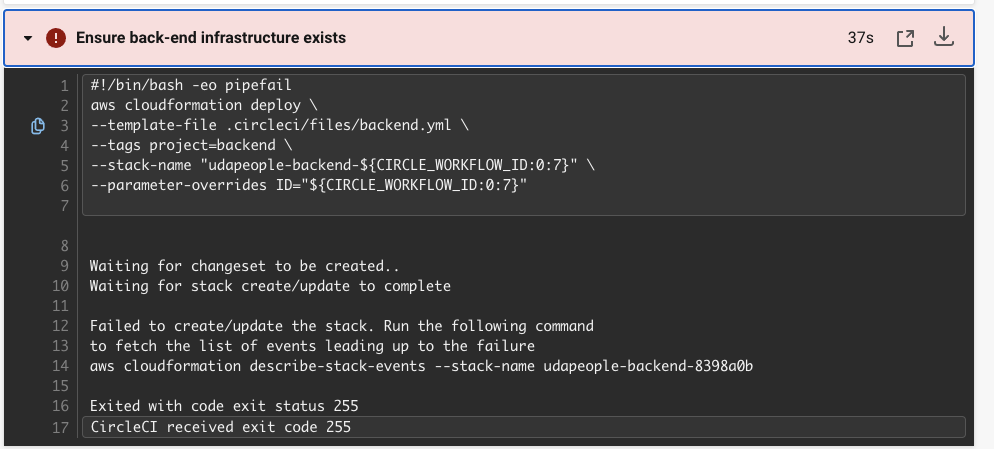 Ensure back-end infrastructure exists 37s
1 #!/bin/bash -eo pipefail
2 aws cloudformation deploy \
3 --template-file .circleci/files/backend.yml \
4 --tags project=backend \
5 --stack-name "udapeople-backend-${CIRCLE_WORKFLOW_ID:0:7}" \
6 --parameter-overrides ID="${CIRCLE_WORKFLOW_ID:0:7}"
7
8
9 Waiting for changeset to be created..
10 Waiting for stack create/update to complete
11
12 Failed to create/update the stack. Run the following command
13 to fetch the list of events leading up to the failure
14 aws cloudformation describe-stack-events --stack-name udapeople-backend-8398a0b
15
16 Exited with code exit status 255
17 CircleCI received exit code 255